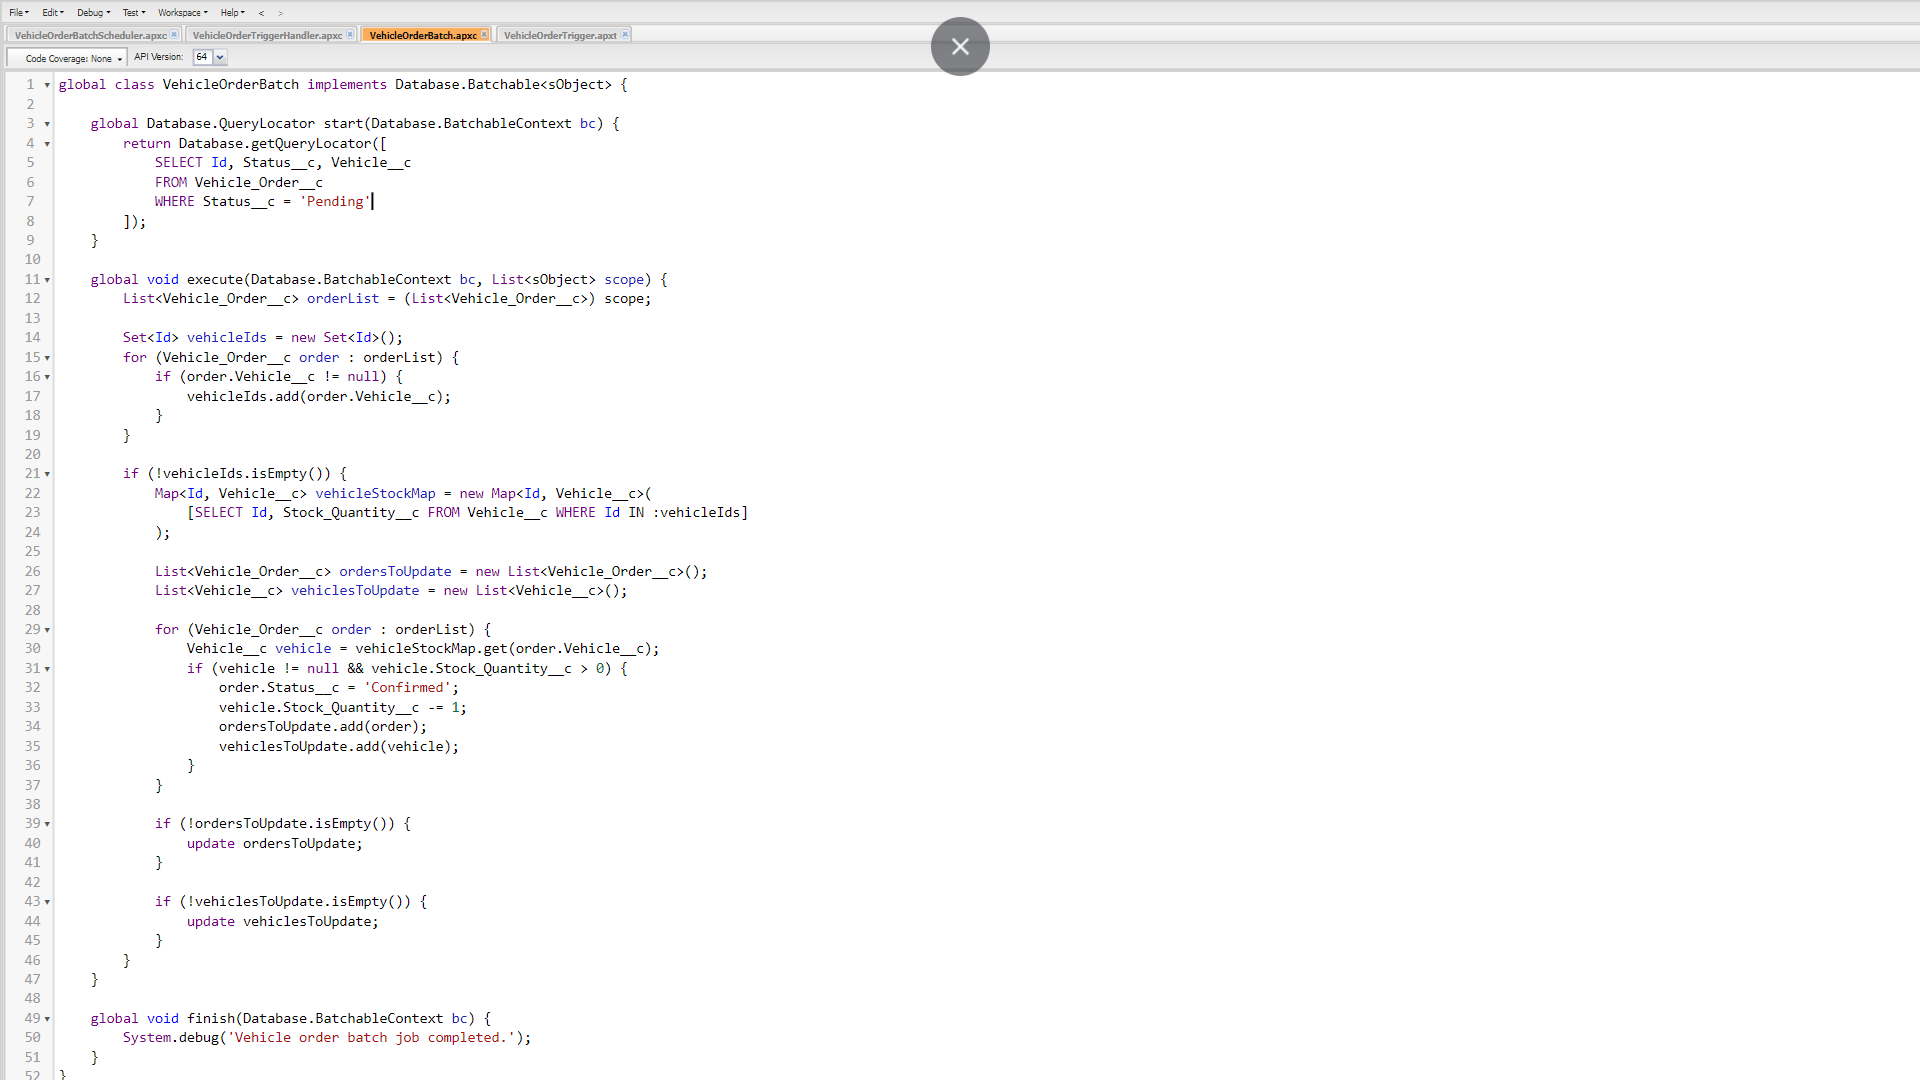 File Edit Debug Test Workspace Help < >
VehicleOrderBatchScheduler.apxc VehicleOrderTriggerHandler.apxc VehicleOrderBatch.apxc VehicleOrderTrigger.apxt
Code Coverage: None API Version: 64
1 global class VehicleOrderBatch implements Database.Batchable<sObject> {
2
3     global Database.QueryLocator start(Database.BatchableContext bc) {
4         return Database.getQueryLocator([
5             SELECT Id, Status__c, Vehicle__c
6             FROM Vehicle_Order__c
7             WHERE Status__c = 'Pending'
8         ]);
9     }
10
11     global void execute(Database.BatchableContext bc, List<sObject> scope) {
12         List<Vehicle_Order__c> orderList = (List<Vehicle_Order__c>) scope;
13
14         Set<Id> vehicleIds = new Set<Id>();
15         for (Vehicle_Order__c order : orderList) {
16             if (order.Vehicle__c != null) {
17                 vehicleIds.add(order.Vehicle__c);
18             }
19         }
20
21         if (!vehicleIds.isEmpty()) {
22             Map<Id, Vehicle__c> vehicleStockMap = new Map<Id, Vehicle__c>(
23                 [SELECT Id, Stock_Quantity__c FROM Vehicle__c WHERE Id IN :vehicleIds]
24             );
25
26             List<Vehicle_Order__c> ordersToUpdate = new List<Vehicle_Order__c>();
27             List<Vehicle__c> vehiclesToUpdate = new List<Vehicle__c>();
28
29             for (Vehicle_Order__c order : orderList) {
30                 Vehicle__c vehicle = vehicleStockMap.get(order.Vehicle__c);
31                 if (vehicle != null && vehicle.Stock_Quantity__c > 0) {
32                     order.Status__c = 'Confirmed';
33                     vehicle.Stock_Quantity__c -= 1;
34                     ordersToUpdate.add(order);
35                     vehiclesToUpdate.add(vehicle);
36                 }
37             }
38
39             if (!ordersToUpdate.isEmpty()) {
40                 update ordersToUpdate;
41             }
42
43             if (!vehiclesToUpdate.isEmpty()) {
44                 update vehiclesToUpdate;
45             }
46         }
47     }
48
49     global void finish(Database.BatchableContext bc) {
50         System.debug('Vehicle order batch job completed.');
51     }
52 }